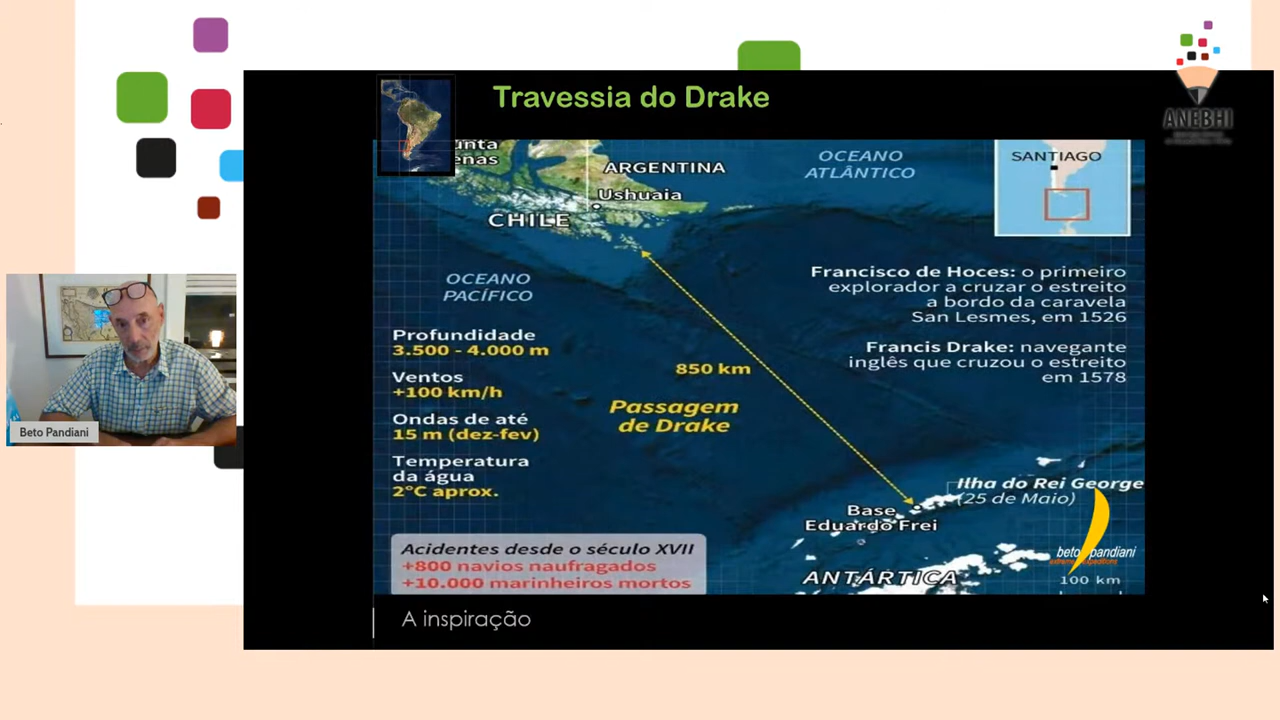 Travessia do Drake
ANEBHI
unta
enas
ARGENTINA
Ushuaia
CHILE
OCEANO
ATLÂNTICO
SANTIAGO
OCEANO
PACÍFICO
Francisco de Hoces: o primeiro
explorador a cruzar o estreito
a bordo da caravela
San Lesmes, em 1526
Francis Drake: navegante
inglês que cruzou o estreito
em 1578
Profundidade
3.500 - 4.000 m
Ventos
+100 km/h
Ondas de até
15 m (dez-fev)
Temperatura
da água
2°C aprox.
850 km
Passagem
de Drake
Ilha do Rei George
(25 de Maio)
Base
Eduardo Frei
Acidentes desde o século XVII
+800 navios naufragados
+10.000 marinheiros mortos
ANTÁRTICA
beto pandiani
100 km
A inspiração
Beto Pandiani